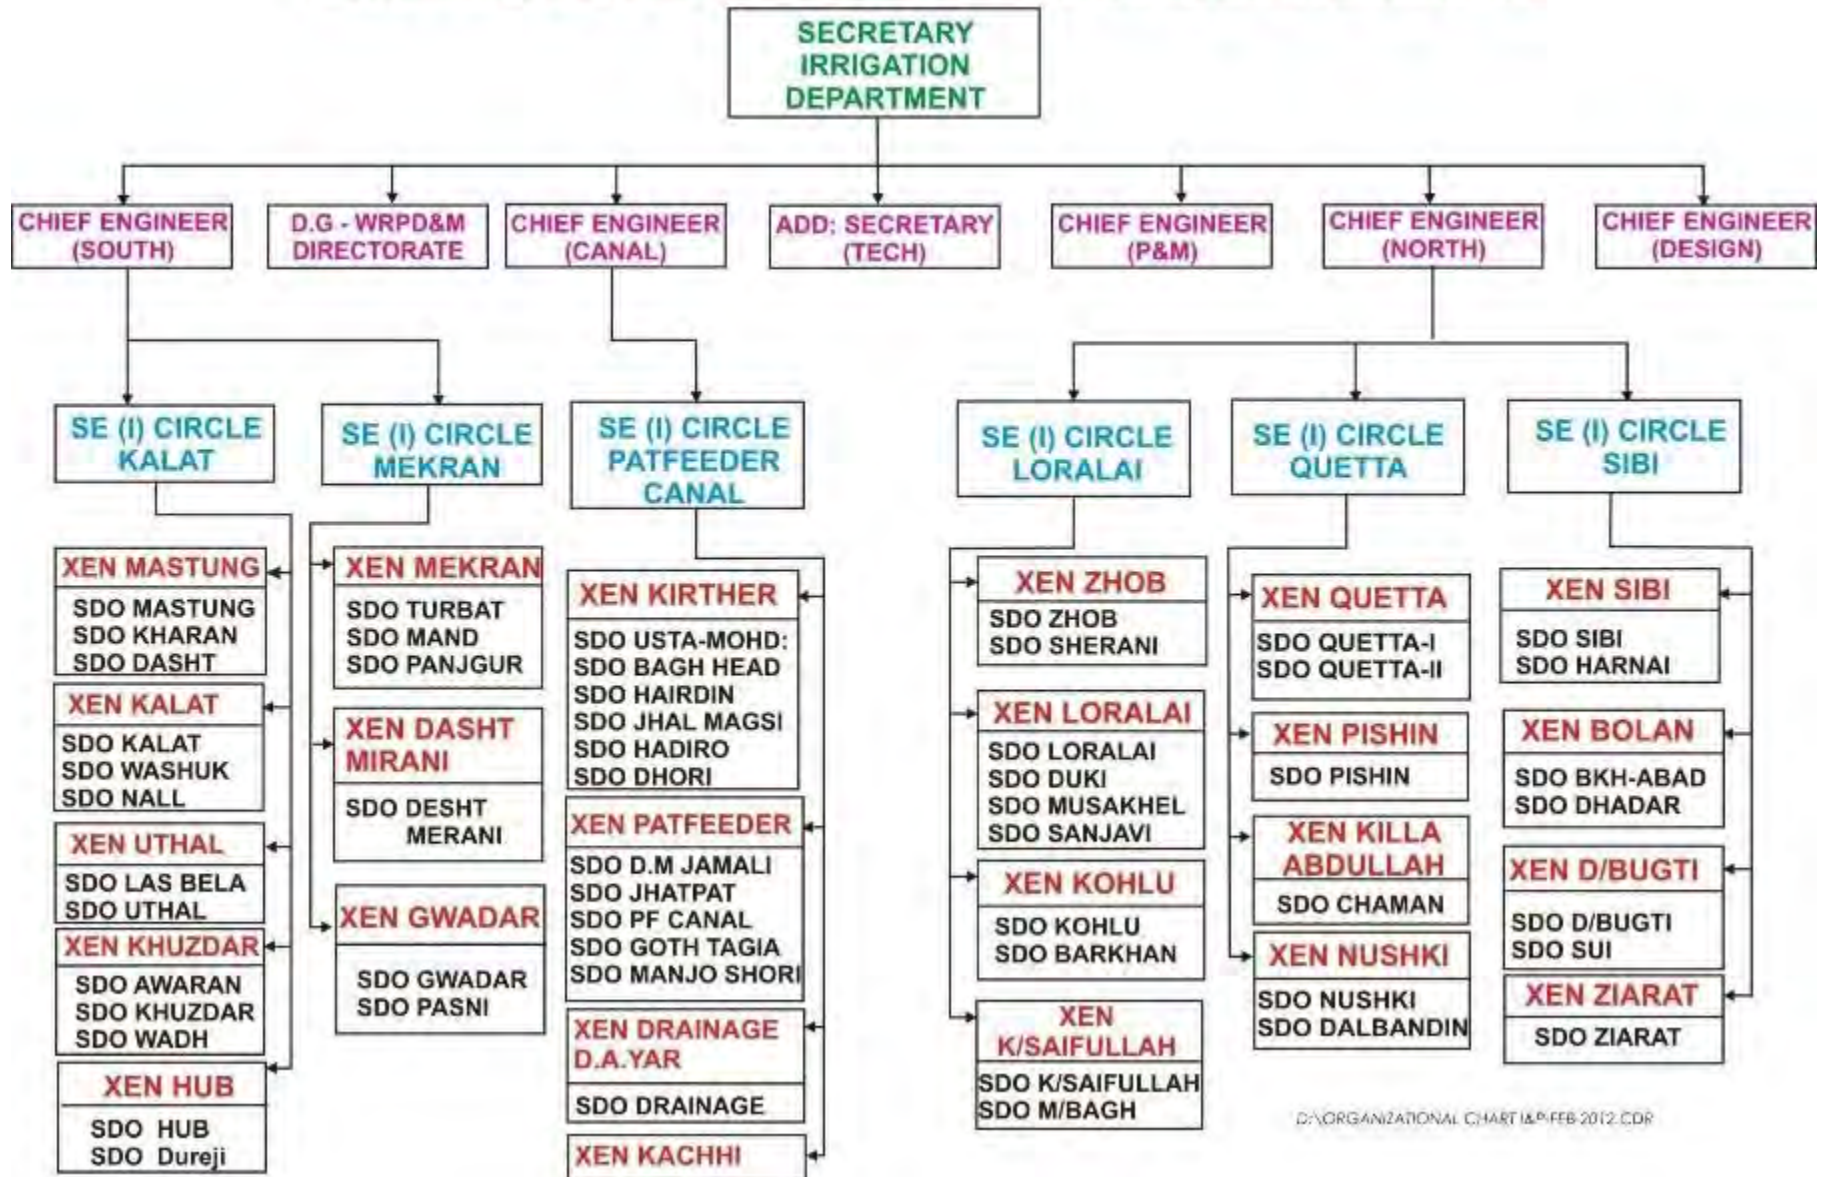 SECRETARY
IRRIGATION
DEPARTMENT
CHIEF ENGINEER
(SOUTH)
D.G - WRPD&M
DIRECTORATE
CHIEF ENGINEER
(CANAL)
ADD: SECRETARY
(TECH)
CHIEF ENGINEER
(P&M)
CHIEF ENGINEER
(NORTH)
CHIEF ENGINEER
(DESIGN)
SE (I) CIRCLE
KALAT
SE (I) CIRCLE
MEKRAN
SE (I) CIRCLE
PATFEEDER
CANAL
SE (I) CIRCLE
LORALAI
SE (I) CIRCLE
QUETTA
SE (I) CIRCLE
SIBI
XEN MASTUNG
SDO MASTUNG
SDO KHARAN
SDO DASHT
XEN KALAT
SDO KALAT
SDO WASHUK
SDO NALL
XEN UTHAL
SDO LAS BELA
SDO UTHAL
XEN KHUZDAR
SDO AWARAN
SDO KHUZDAR
SDO WADH
XEN HUB
SDO HUB
SDO Dureji
XEN MEKRAN
SDO TURBAT
SDO MAND
SDO PANJGUR
XEN DASHT
MIRANI
SDO DESHT
MERANI
XEN GWADAR
SDO GWADAR
SDO PASNI
XEN KIRTHER
SDO USTA-MOHD:
SDO BAGH HEAD
SDO HAIRDIN
SDO JHAL MAGSI
SDO HADIRO
SDO DHORI
XEN PATFEEDER
SDO D.M JAMALI
SDO JHATPAT
SDO PF CANAL
SDO GOTH TAGIA
SDO MANJO SHORI
XEN DRAINAGE
D.A.YAR
SDO DRAINAGE
XEN KACHHI
XEN ZHOB
SDO ZHOB
SDO SHERANI
XEN LORALAI
SDO LORALAI
SDO DUKI
SDO MUSAKHEL
SDO SANJAVI
XEN KOHLU
SDO KOHLU
SDO BARKHAN
XEN
K/SAIFULLAH
SDO K/SAIFULLAH
SDO M/BAGH
XEN QUETTA
SDO QUETTA-I
SDO QUETTA-II
XEN PISHIN
SDO PISHIN
XEN KILLA
ABDULLAH
SDO CHAMAN
XEN NUSHKI
SDO NUSHKI
SDO DALBANDIN
XEN SIBI
SDO SIBI
SDO HARNAI
XEN BOLAN
SDO BKH-ABAD
SDO DHADAR
XEN D/BUGTI
SDO D/BUGTI
SDO SUI
XEN ZIARAT
SDO ZIARAT
D:\ORGANIZATIONAL CHART I&P-FEB-2012.CDR